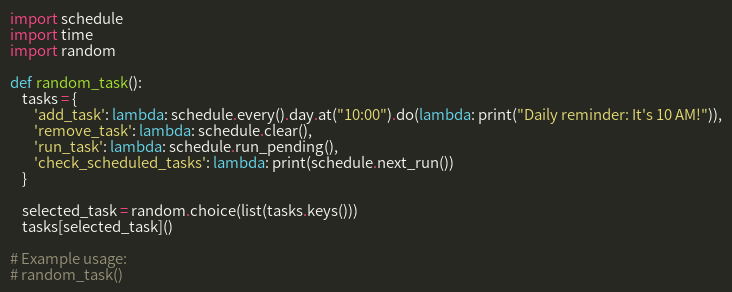 import schedule
import time
import random

def random_task():
    tasks = {
        'add_task': lambda: schedule.every().day.at("10:00").do(lambda: print("Daily reminder: It's 10 AM!")),
        'remove_task': lambda: schedule.clear(),
        'run_task': lambda: schedule.run_pending(),
        'check_scheduled_tasks': lambda: print(schedule.next_run())
    }

    selected_task = random.choice(list(tasks.keys()))
    tasks[selected_task]()

# Example usage:
# random_task()